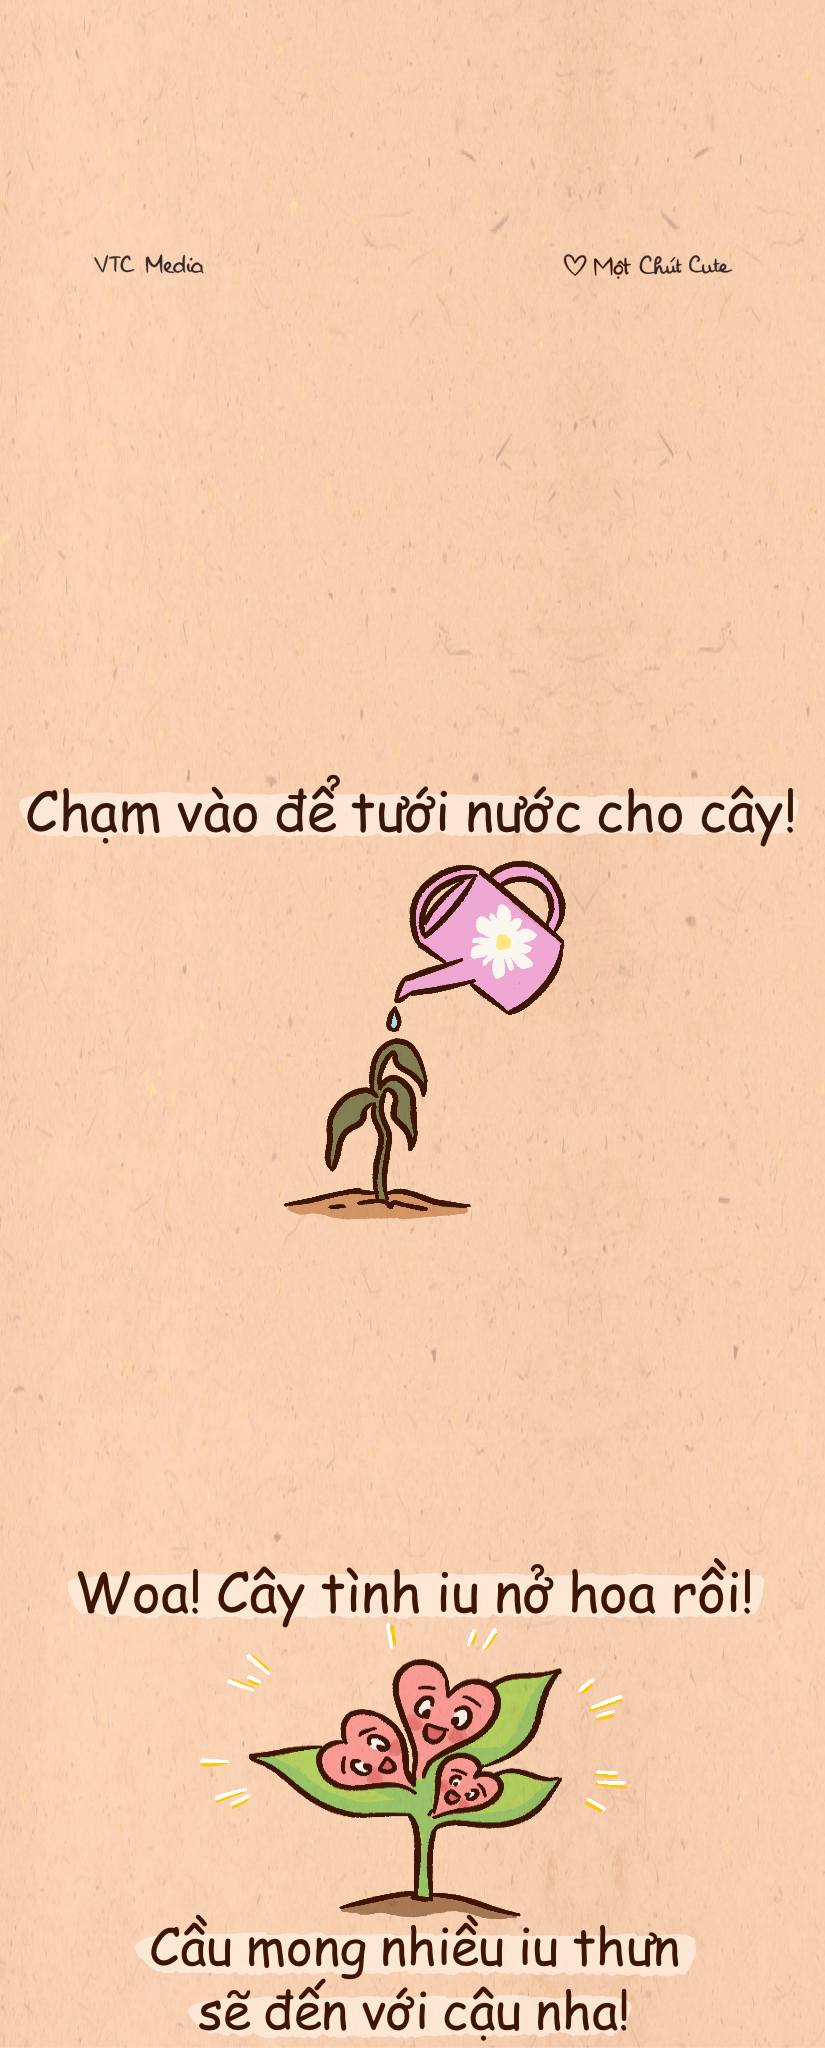 VTC Media
♡ Một Chút Cute
Chạm vào để tưới nước cho cây!
Woa! Cây tình iu nở hoa rồi!
Cầu mong nhiều iu thưn
sẽ đến với cậu nha!